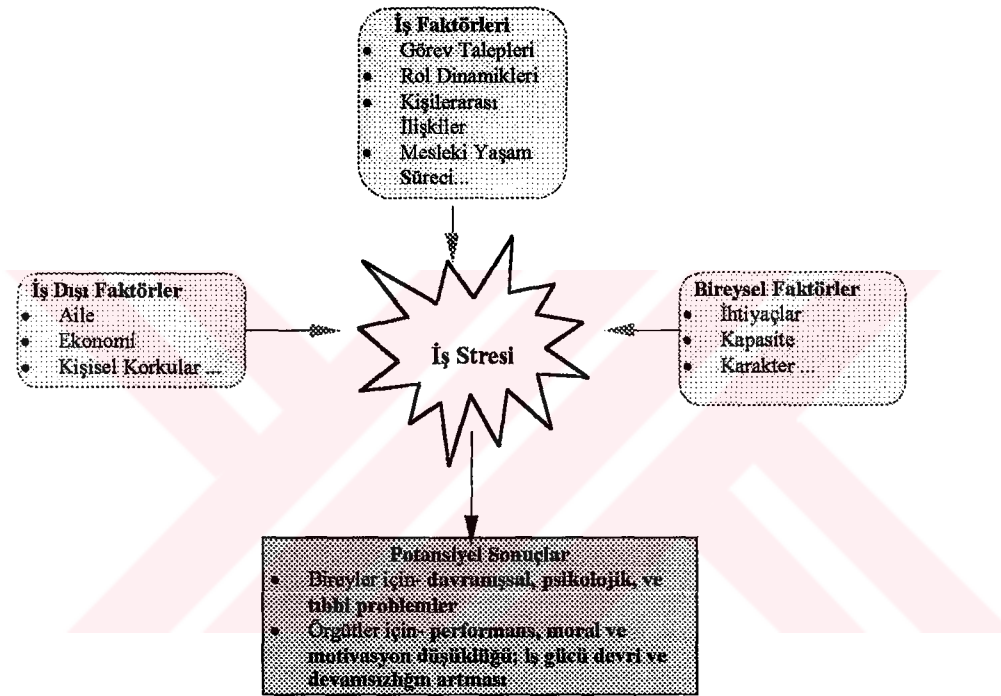 İş Faktörleri
• Görev Talepleri
• Rol Dinamikleri
• Kişilerarası
İlişkiler
• Mesleki Yaşam
Süreci...
İş Dışı Faktörler
• Aile
• Ekonomi
• Kişisel Korkular ...
İş Stresi
Bireysel Faktörler
• İhtiyaçlar
• Kapasite
• Karakter ...
Potansiyel Sonuçlar
• Bireyler için- davranışsal, psikolojik, ve
tıbbi problemler
• Örgütler için- performans, moral ve
motivasyon düşüklüğü; iş gücü devri ve
devamsızlığın artması